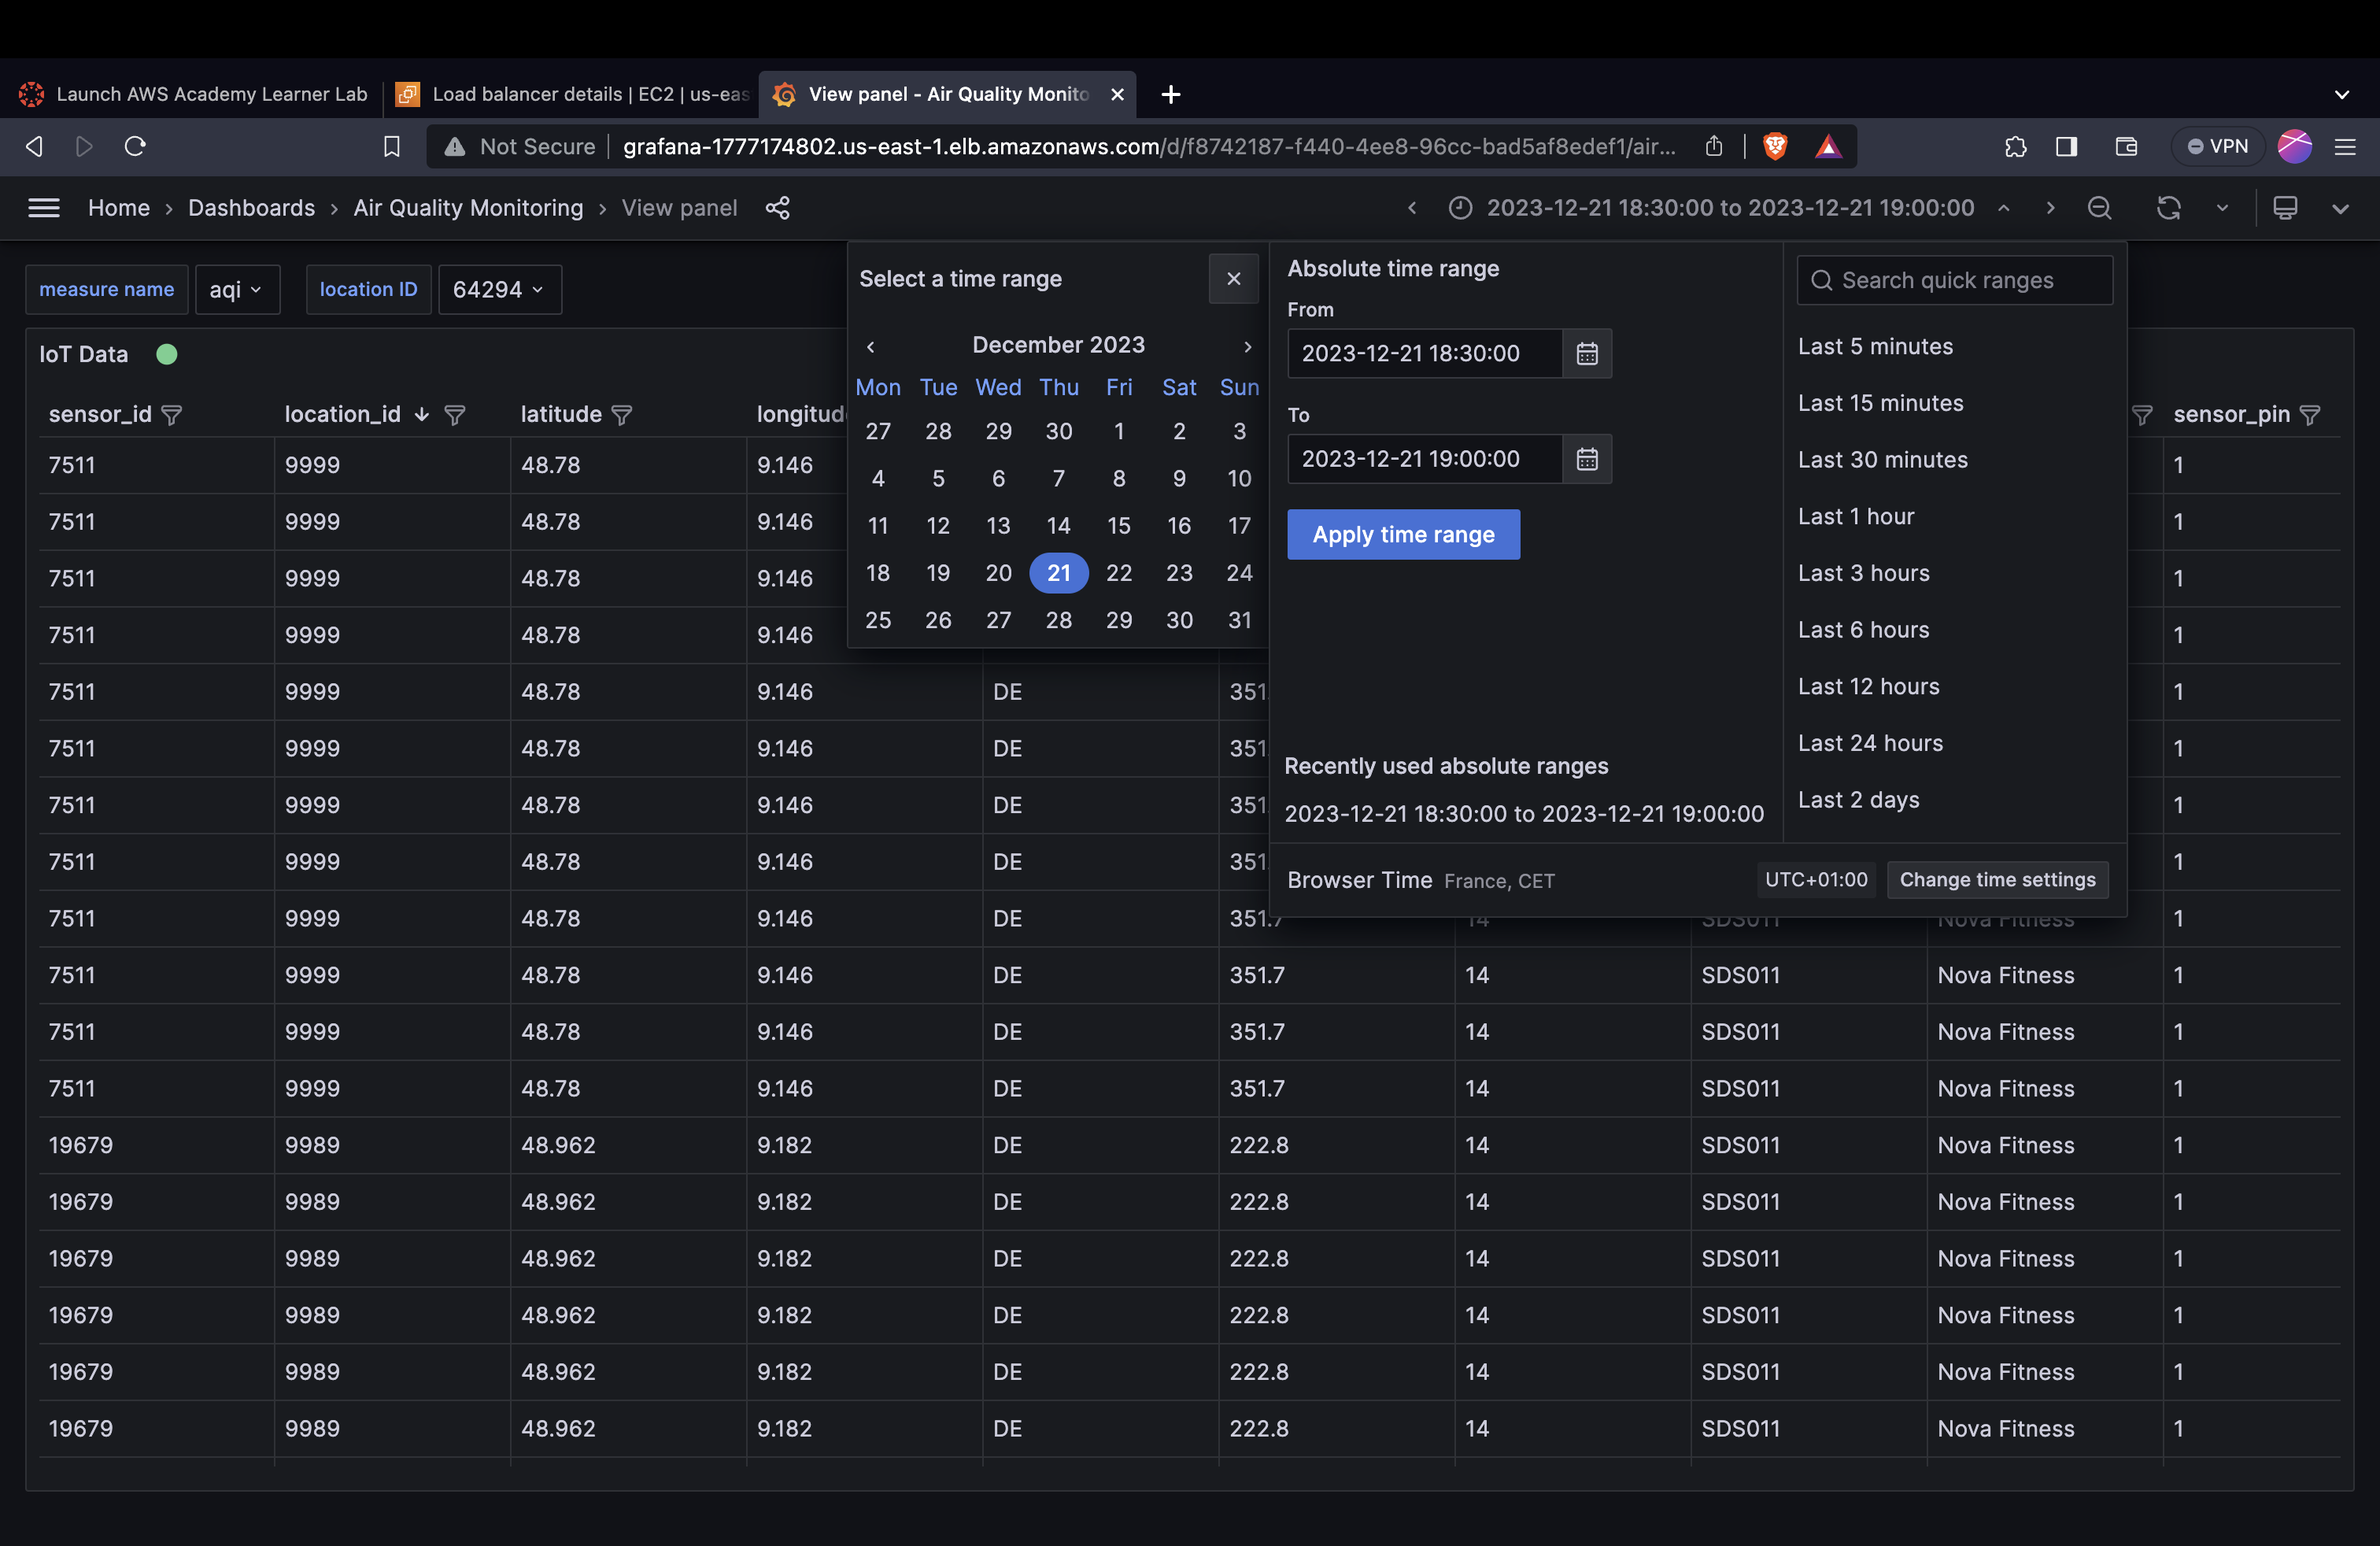 Launch AWS Academy Learner Lab
Load balancer details | EC2 | us-eas
View panel - Air Quality Monito
Not Secure grafana-1777174802.us-east-1.elb.amazonaws.com/d/f8742187-f440-4ee8-96cc-bad5af8edef1/air... VPN
Home › Dashboards › Air Quality Monitoring › View panel
2023-12-21 18:30:00 to 2023-12-21 19:00:00
measure name aqi location ID 64294
IoT Data
sensor_id location_id latitude longitud sensor_pin
7511 9999 48.78 9.146 1
7511 9999 48.78 9.146 1
7511 9999 48.78 9.146 1
7511 9999 48.78 9.146 1
7511 9999 48.78 9.146 DE 351. 1
7511 9999 48.78 9.146 DE 351. 1
7511 9999 48.78 9.146 DE 351. 1
7511 9999 48.78 9.146 DE 351. 1
7511 9999 48.78 9.146 DE 351.7 14 SDS011 Nova Fitness 1
7511 9999 48.78 9.146 DE 351.7 14 SDS011 Nova Fitness 1
7511 9999 48.78 9.146 DE 351.7 14 SDS011 Nova Fitness 1
7511 9999 48.78 9.146 DE 351.7 14 SDS011 Nova Fitness 1
19679 9989 48.962 9.182 DE 222.8 14 SDS011 Nova Fitness 1
19679 9989 48.962 9.182 DE 222.8 14 SDS011 Nova Fitness 1
19679 9989 48.962 9.182 DE 222.8 14 SDS011 Nova Fitness 1
19679 9989 48.962 9.182 DE 222.8 14 SDS011 Nova Fitness 1
19679 9989 48.962 9.182 DE 222.8 14 SDS011 Nova Fitness 1
19679 9989 48.962 9.182 DE 222.8 14 SDS011 Nova Fitness 1
Select a time range
December 2023
Mon Tue Wed Thu Fri Sat Sun
27 28 29 30 1 2 3
4 5 6 7 8 9 10
11 12 13 14 15 16 17
18 19 20 21 22 23 24
25 26 27 28 29 30 31
Absolute time range
From
2023-12-21 18:30:00
To
2023-12-21 19:00:00
Apply time range
Recently used absolute ranges
2023-12-21 18:30:00 to 2023-12-21 19:00:00
Search quick ranges
Last 5 minutes
Last 15 minutes
Last 30 minutes
Last 1 hour
Last 3 hours
Last 6 hours
Last 12 hours
Last 24 hours
Last 2 days
Browser Time France, CET UTC+01:00 Change time settings